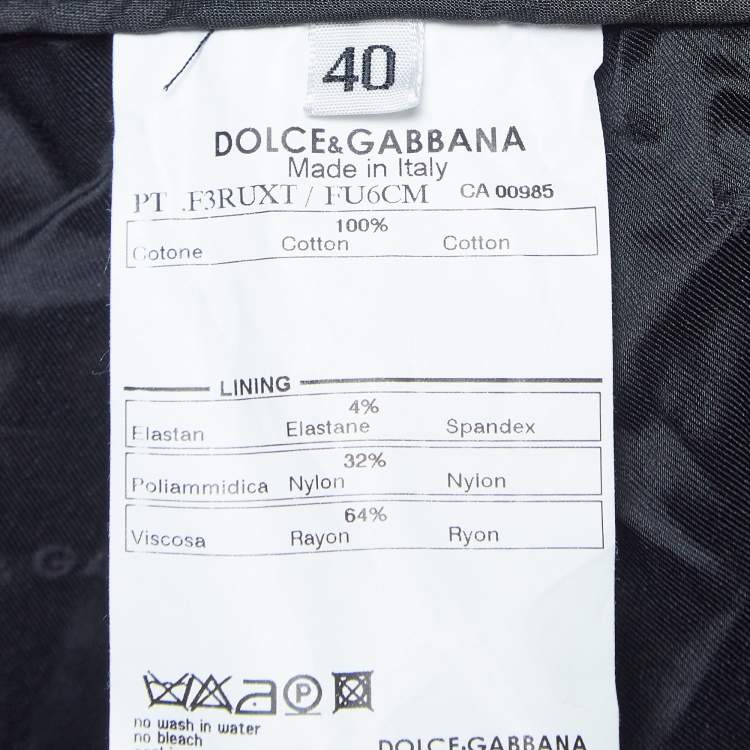 40
DOLCE&GABBANA
Made in Italy
PT .F3RUXT / FU6CM CA 00985
100%
Cotone Cotton Cotton
LINING
4%
Elastan Elastane Spandex
32%
Poliammidica Nylon Nylon
64%
Viscosa Rayon Ryon
P
no wash in water
no bleach
DOLCE&GABBANA
& GA